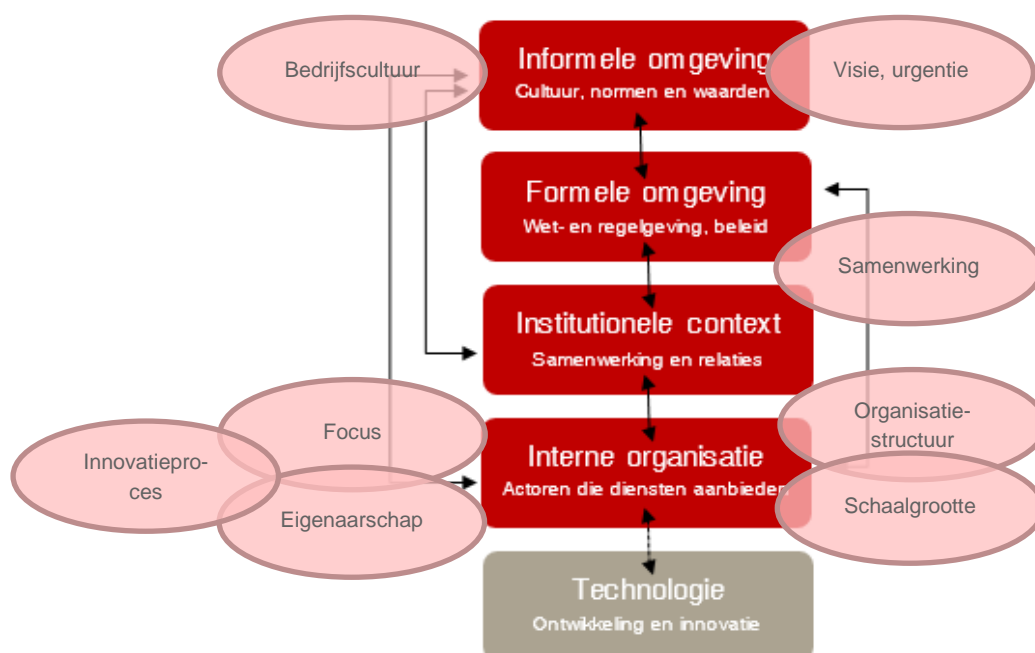 Bedrijfscultuur
Informele omgeving
Cultuur, normen en waarden
Visie, urgentie
Formele omgeving
Wet- en regelgeving, beleid
Samenwerking
Institutionele context
Samenwerking en relaties
Focus
Innovatiepro-
ces
Eigenaarschap
Interne organisatie
Actoren die diensten aanbieden
Organisatie-
structuur
Schaalgrootte
Technologie
Ontwikkeling en innovatie